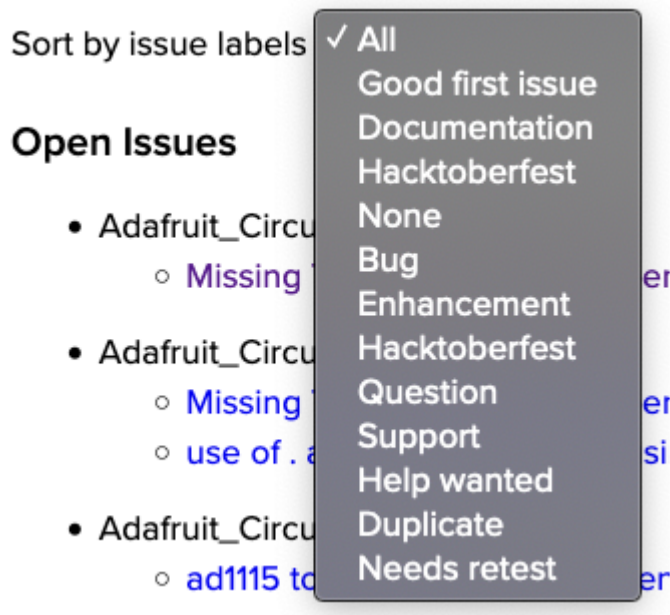 Sort by issue labels
✓ All
Good first issue
Documentation
Hacktoberfest
None
Bug
Enhancement
Hacktoberfest
Question
Support
Help wanted
Duplicate
Needs retest
Open Issues
• Adafruit_Circu
○ Missing
• Adafruit_Circu
○ Missing
○ use of .
• Adafruit_Circu
○ ad1115 to